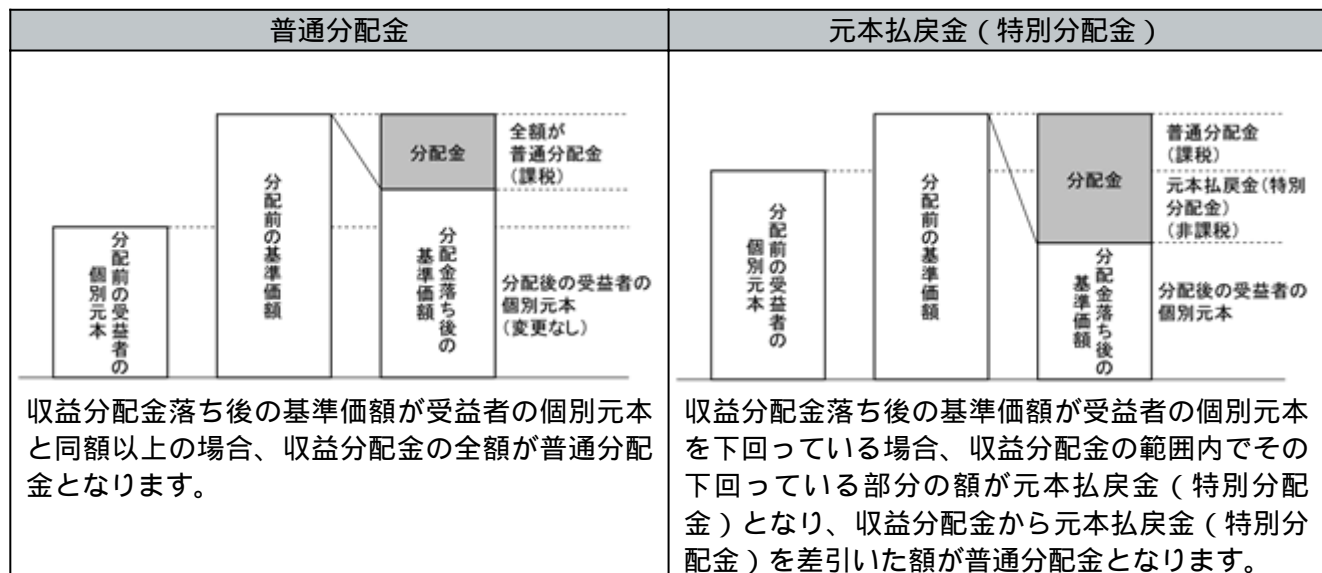 普通分配金
分配前の受益者の
個別元本
分配前の基準価額
分配金
分配金落ち後の
基準価額
全額が
普通分配金
(課税)
分配後の受益者の
個別元本
(変更なし)
収益分配金落ち後の基準価額が受益者の個別元本
と同額以上の場合、収益分配金の全額が普通分配
金となります。
元本払戻金（特別分配金）
分配前の受益者の
個別元本
分配前の基準価額
分配金
分配金落ち後の
基準価額
普通分配金
(課税)
元本払戻金(特別
分配金)
(非課税)
分配後の受益者の
個別元本
収益分配金落ち後の基準価額が受益者の個別元本
を下回っている場合、収益分配金の範囲内でその
下回っている部分の額が元本払戻金（特別分配
金）となり、収益分配金から元本払戻金（特別分
配金）を差引いた額が普通分配金となります。